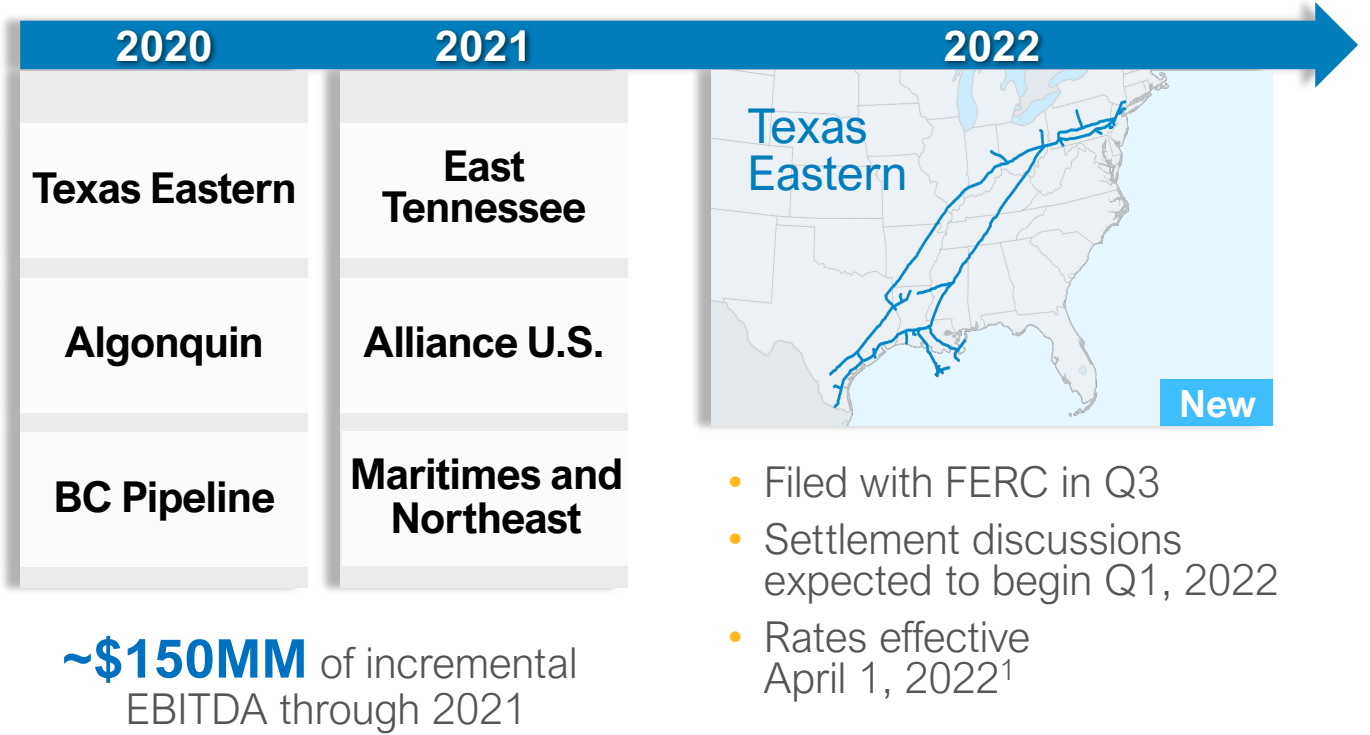 2020
2021
2022
Texas Eastern
Algonquin
BC Pipeline
East
Tennessee
Alliance U.S.
Maritimes and
Northeast
~$150MM of incremental
EBITDA through 2021
Texas
Eastern
New
• Filed with FERC in Q3
• Settlement discussions
expected to begin Q1, 2022
• Rates effective
April 1, 2022¹